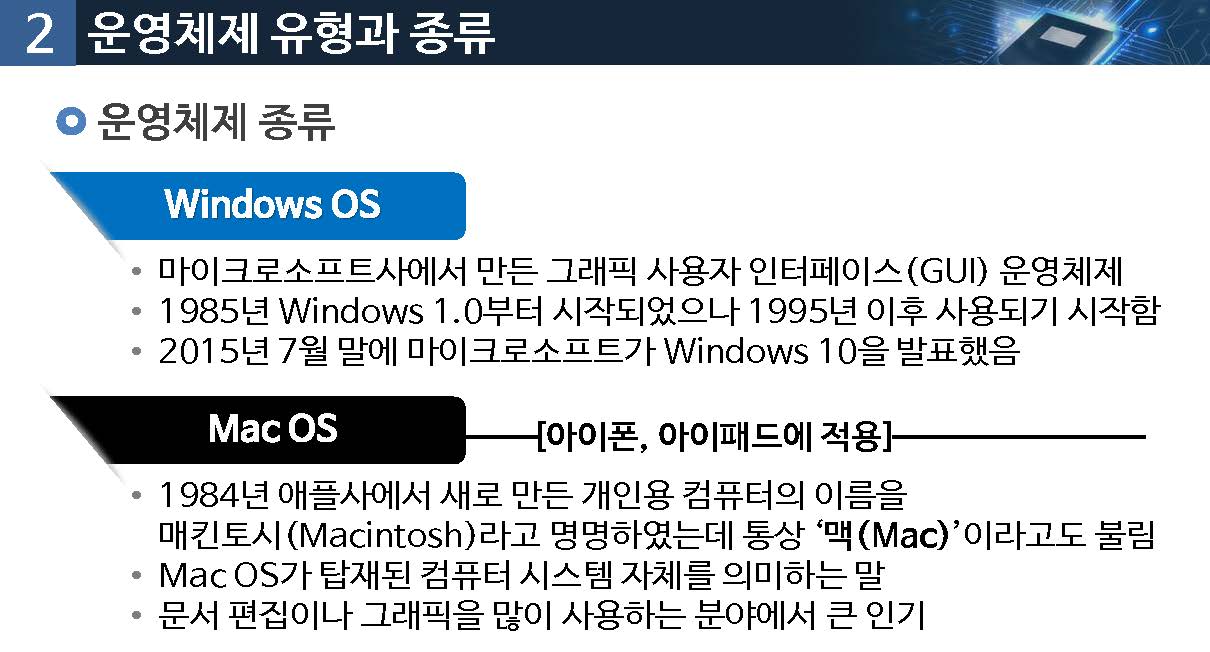 2 운영체제 유형과 종류
운영체제 종류
Windows OS
• 마이크로소프트사에서 만든 그래픽 사용자 인터페이스(GUI) 운영체제
• 1985년 Windows 1.0부터 시작되었으나 1995년 이후 사용되기 시작함
• 2015년 7월 말에 마이크로소프트가 Windows 10을 발표했음
Mac OS [아이폰, 아이패드에 적용]
• 1984년 애플사에서 새로 만든 개인용 컴퓨터의 이름을
매킨토시(Macintosh)라고 명명하였는데 통상 ‘맥(Mac)’이라고도 불림
• Mac OS가 탑재된 컴퓨터 시스템 자체를 의미하는 말
• 문서 편집이나 그래픽을 많이 사용하는 분야에서 큰 인기